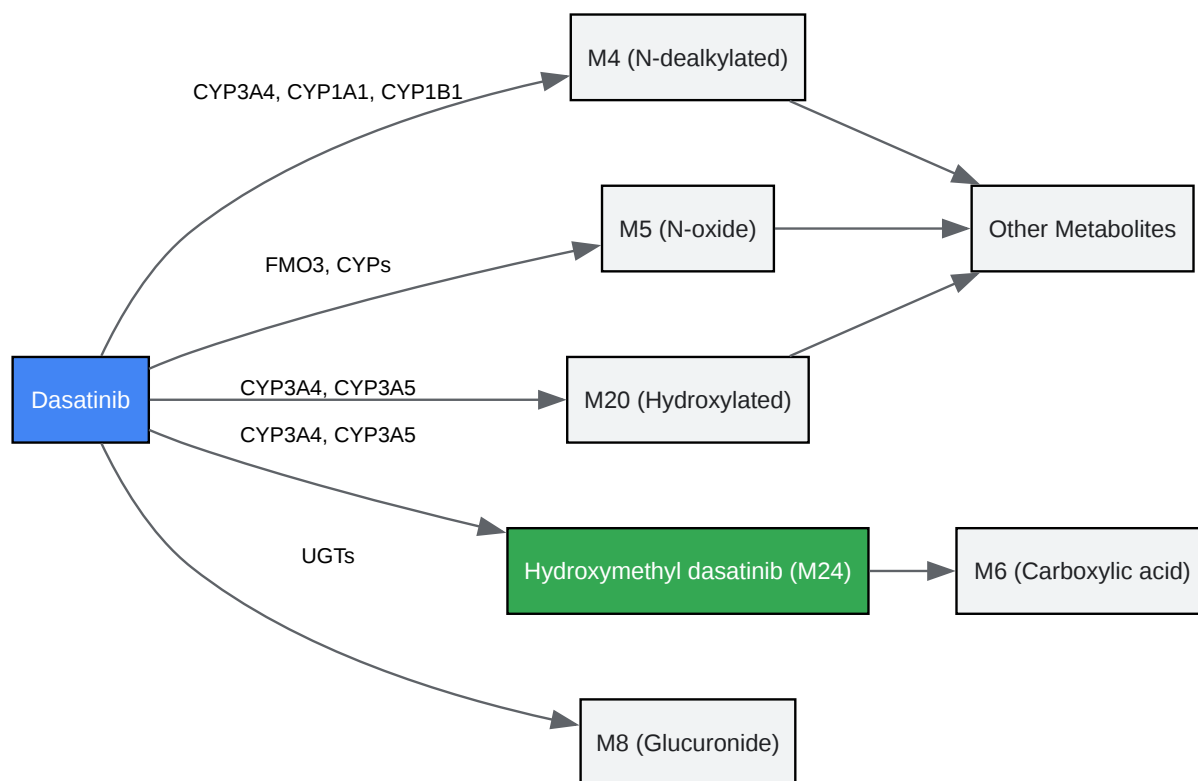 M4 (N-dealkylated)
CYP3A4, CYP1A1, CYP1B1
M5 (N-oxide)
Other Metabolites
FMO3, CYPs
Dasatinib
CYP3A4, CYP3A5
M20 (Hydroxylated)
CYP3A4, CYP3A5
Hydroxymethyl dasatinib (M24)
M6 (Carboxylic acid)
UGTs
M8 (Glucuronide)